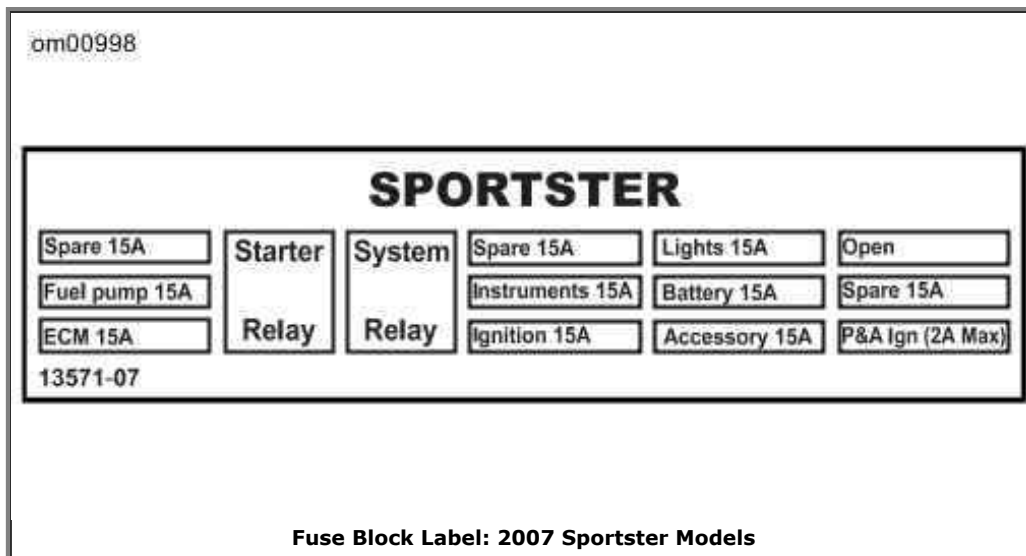 om00998
SPORTSTER
Spare 15A
Fuel pump 15A
ECM 15A
Starter
Relay
System
Relay
Spare 15A
Instruments 15A
Ignition 15A
Lights 15A
Battery 15A
Accessory 15A
Open
Spare 15A
P&A Ign (2A Max)
13571-07
Fuse Block Label: 2007 Sportster Models